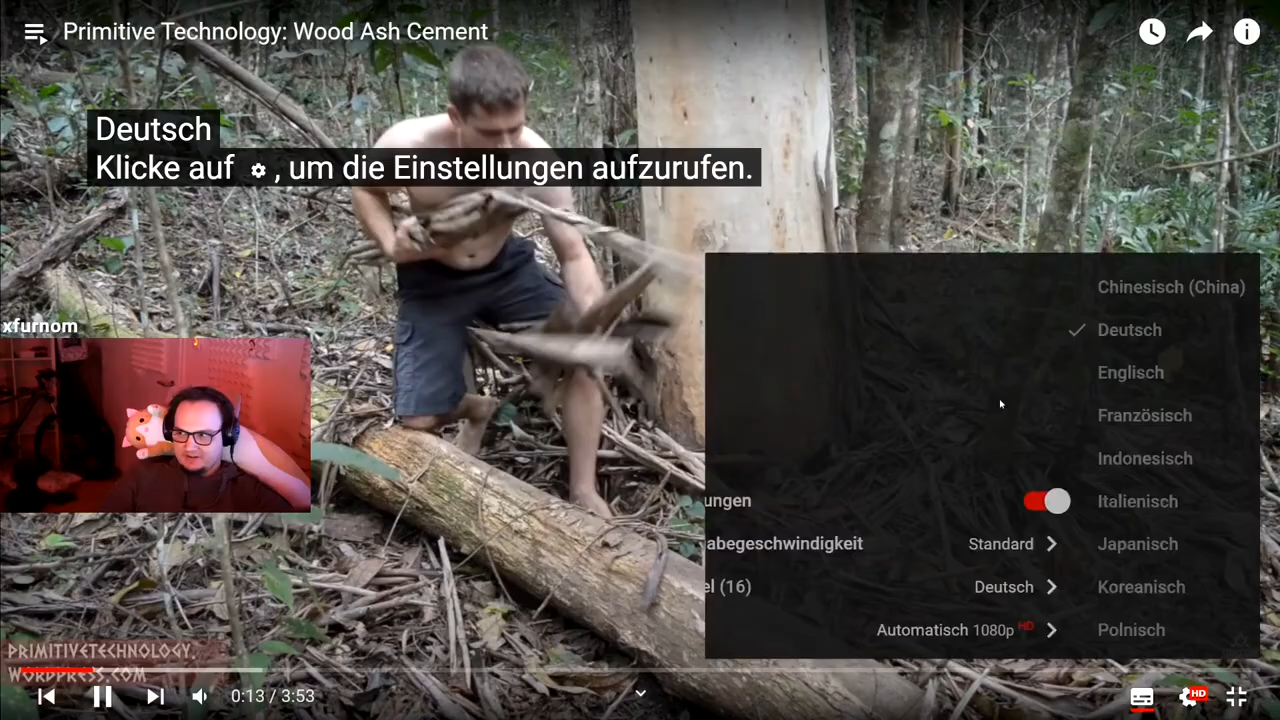 Primitive Technology: Wood Ash Cement
Deutsch
Klicke auf , um die Einstellungen aufzurufen.
xfurnom
Chinesisch (China)
Deutsch
Englisch
Französisch
Indonesisch
Italienisch
Japanisch
Koreanisch
Polnisch
ungen
abegeschwindigkeit Standard
el (16) Deutsch
Automatisch 1080p HD
PRIMITIVETECHNOLOGY.
WORDPRESS.COM
0:13 / 3:53
HD